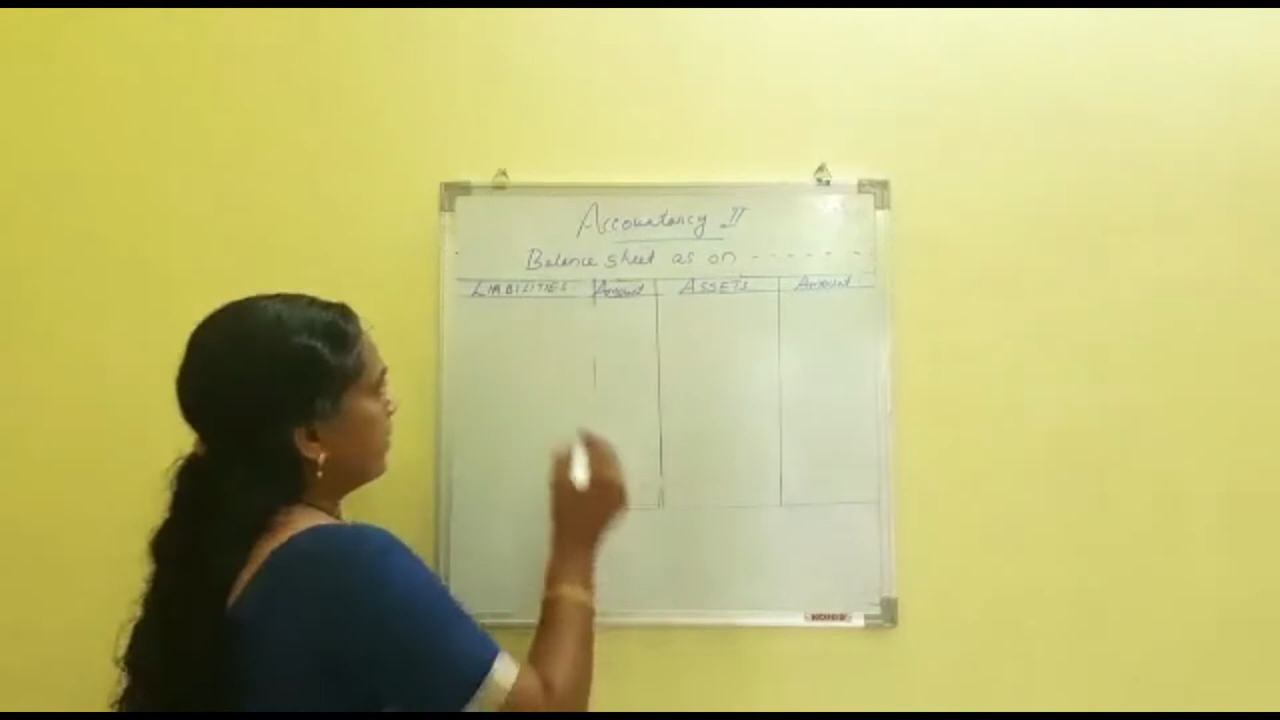 Accountancy II
Balance sheet as on ------
LIABILITIES Amount ASSETS Amount